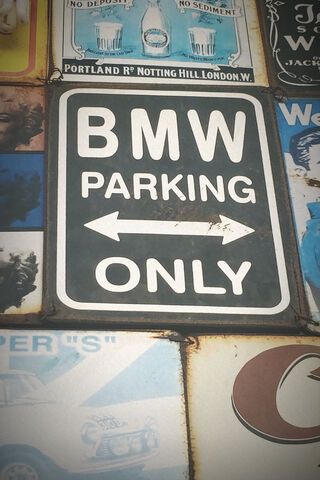 NO DEPOSIT
NO SEDIMENT
PORTLAND RD NOTTING HILL LONDON.W.
BMW
PARKING
ONLY
PER "S"